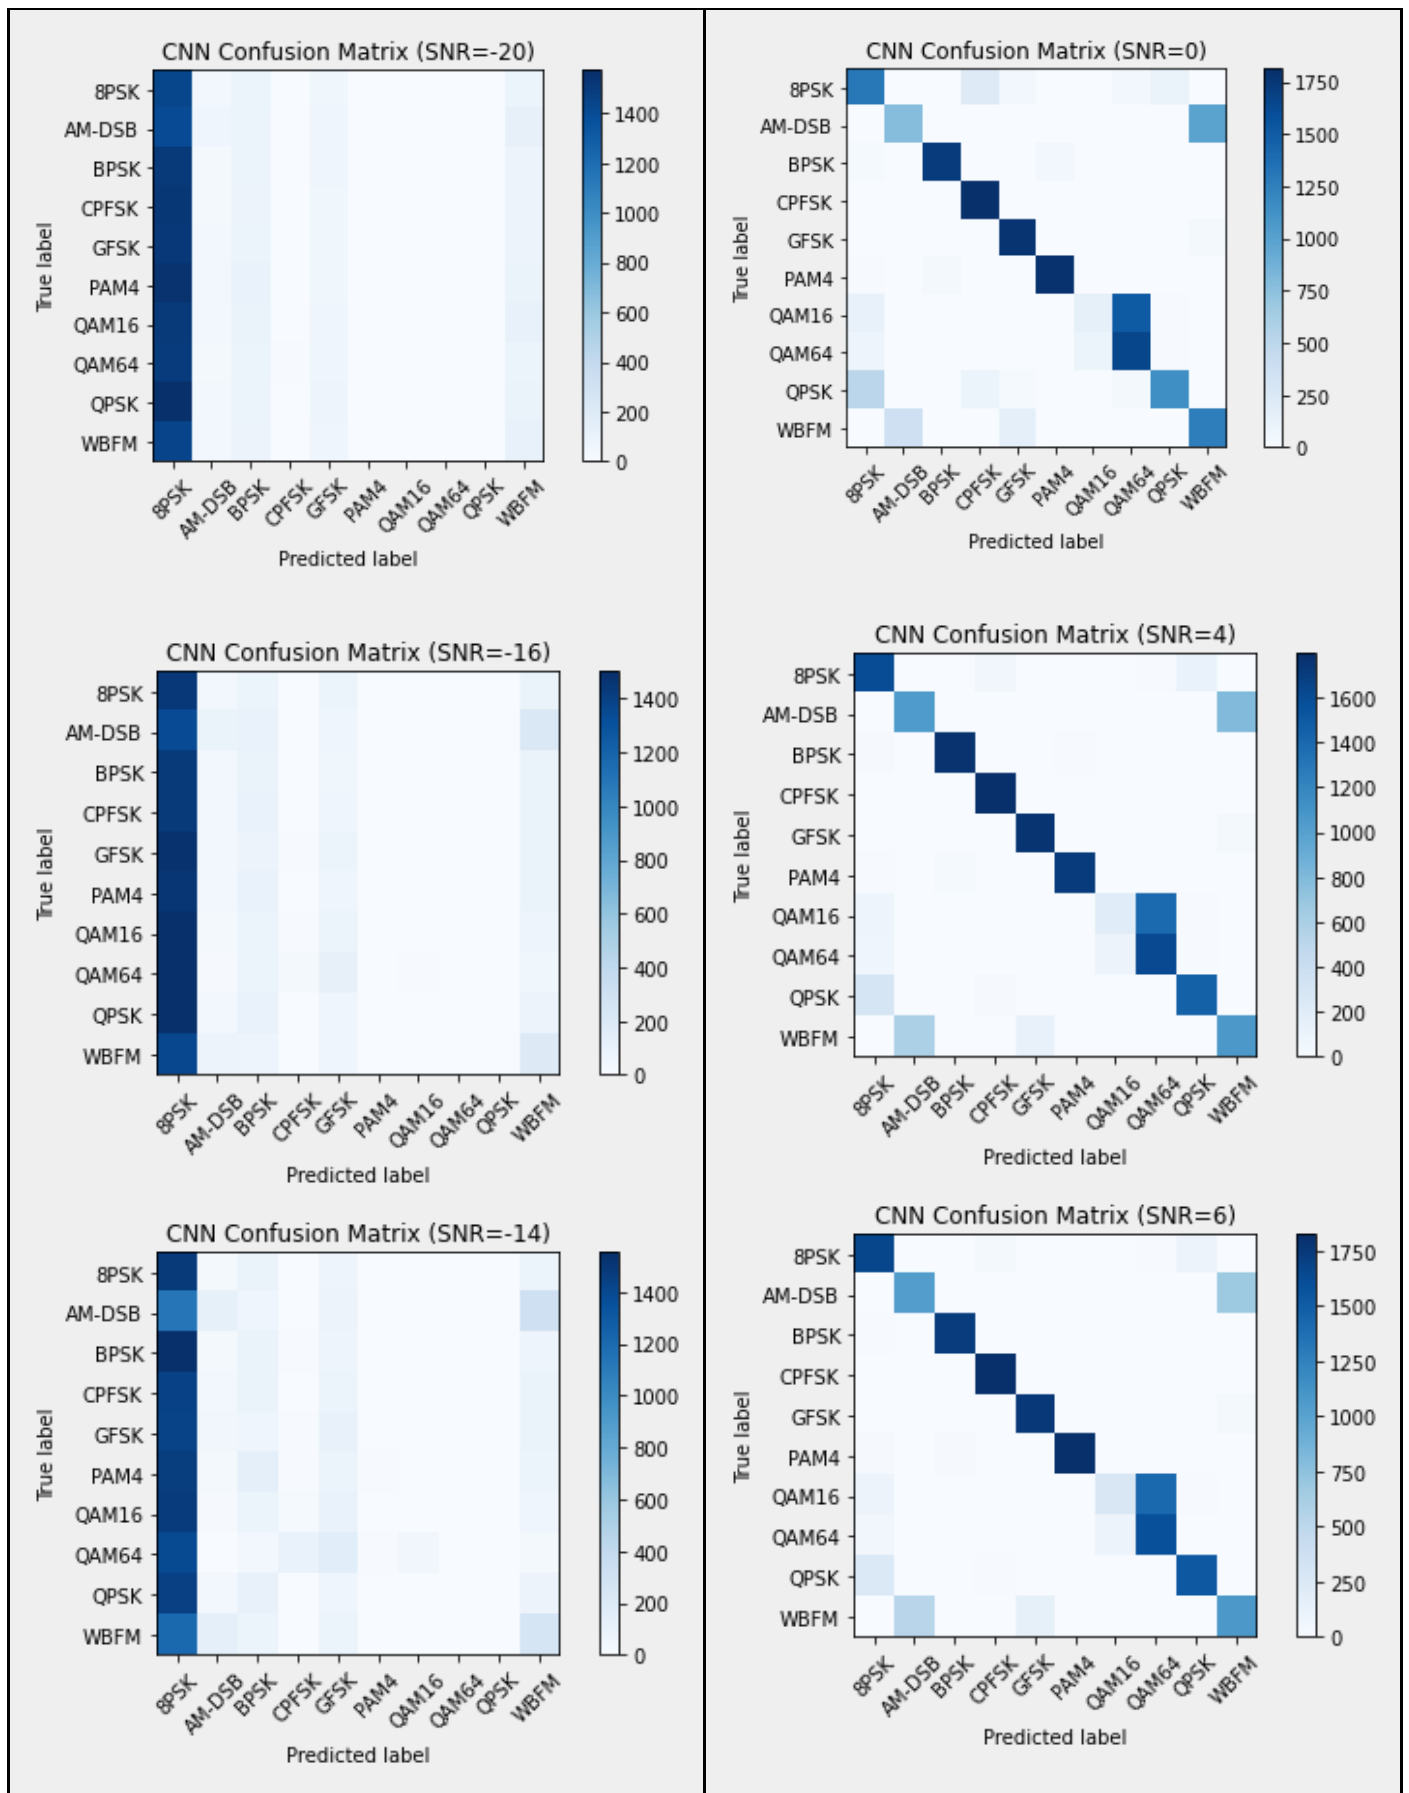 CNN Confusion Matrix (SNR=-20)
8PSK
AM-DSB
BPSK
CPFSK
GFSK
PAM4
QAM16
QAM64
QPSK
WBFM
True label
8PSK AM-DSB BPSK CPFSK GFSK PAM4 QAM16 QAM64 QPSK WBFM
Predicted label
1400
1200
1000
800
600
400
200
0
CNN Confusion Matrix (SNR=-16)
8PSK
AM-DSB
BPSK
CPFSK
GFSK
PAM4
QAM16
QAM64
QPSK
WBFM
True label
8PSK AM-DSB BPSK CPFSK GFSK PAM4 QAM16 QAM64 QPSK WBFM
Predicted label
1400
1200
1000
800
600
400
200
0
CNN Confusion Matrix (SNR=-14)
8PSK
AM-DSB
BPSK
CPFSK
GFSK
PAM4
QAM16
QAM64
QPSK
WBFM
True label
8PSK AM-DSB BPSK CPFSK GFSK PAM4 QAM16 QAM64 QPSK WBFM
Predicted label
1400
1200
1000
800
600
400
200
0
CNN Confusion Matrix (SNR=0)
8PSK
AM-DSB
BPSK
CPFSK
GFSK
PAM4
QAM16
QAM64
QPSK
WBFM
True label
8PSK AM-DSB BPSK CPFSK GFSK PAM4 QAM16 QAM64 QPSK WBFM
Predicted label
1750
1500
1250
1000
750
500
250
0
CNN Confusion Matrix (SNR=4)
8PSK
AM-DSB
BPSK
CPFSK
GFSK
PAM4
QAM16
QAM64
QPSK
WBFM
True label
8PSK AM-DSB BPSK CPFSK GFSK PAM4 QAM16 QAM64 QPSK WBFM
Predicted label
1600
1400
1200
1000
800
600
400
200
0
CNN Confusion Matrix (SNR=6)
8PSK
AM-DSB
BPSK
CPFSK
GFSK
PAM4
QAM16
QAM64
QPSK
WBFM
True label
8PSK AM-DSB BPSK CPFSK GFSK PAM4 QAM16 QAM64 QPSK WBFM
Predicted label
1750
1500
1250
1000
750
500
250
0